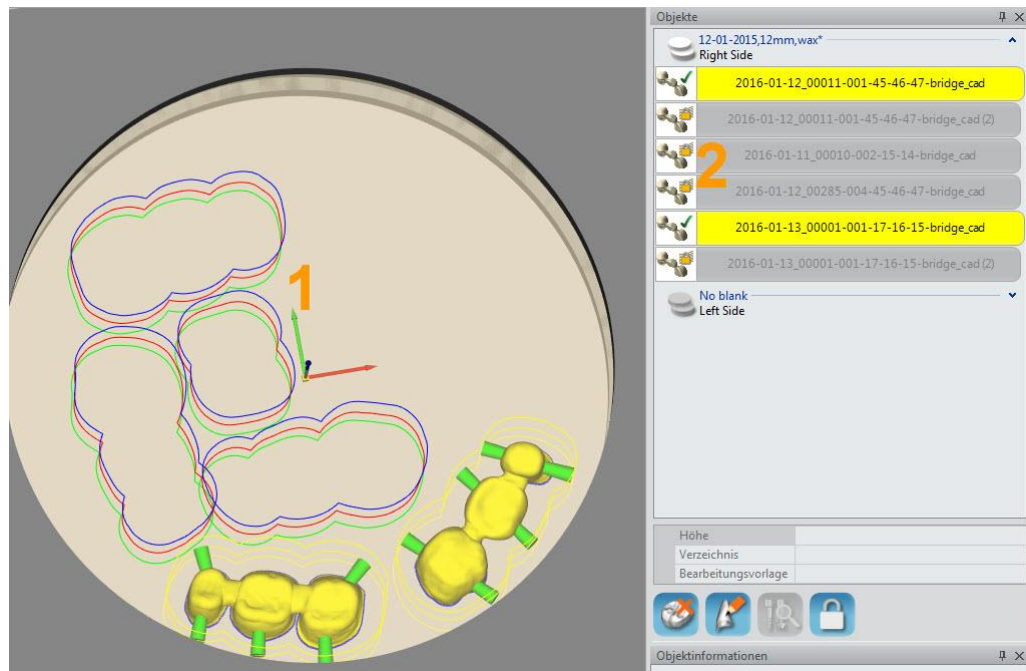 Objekte
12-01-2015,12mm,wax*
Right Side
2016-01-12_00011-001-45-46-47-bridge_cad
2016-01-12_00011-001-45-46-47-bridge_cad (2)
2016-01-11_00010-002-15-14-bridge_cad
2016-01-12_00285-004-45-46-47-bridge_cad
2016-01-13_00001-001-17-16-15-bridge_cad
2016-01-13_00001-001-17-16-15-bridge_cad (2)
No blank
Left Side
1
2
Höhe
Verzeichnis
Bearbeitungsvorlage
Objektinformationen